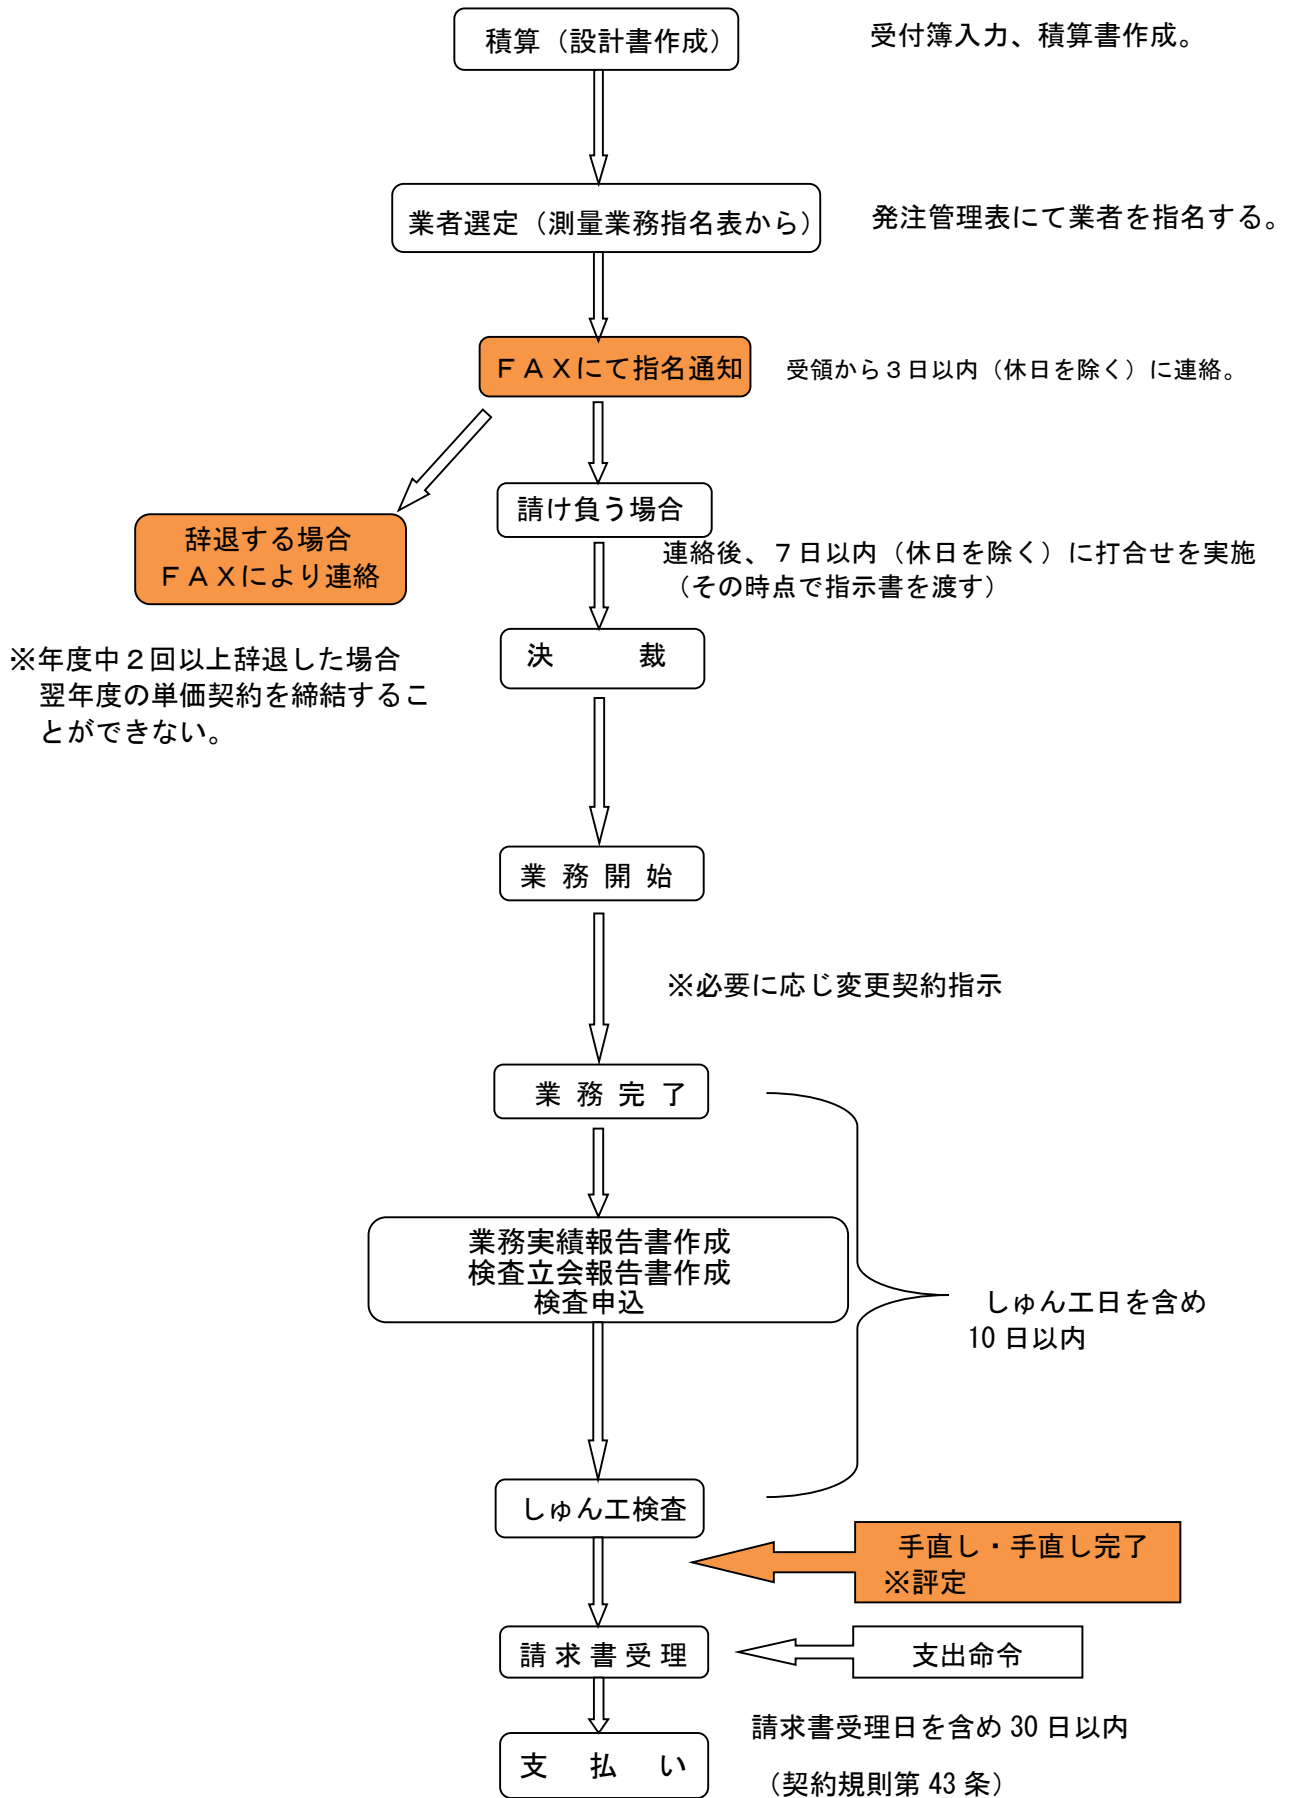 積算（設計書作成）
受付簿入力、積算書作成。
業者選定（測量業務指名表から）
発注管理表にて業者を指名する。
ＦＡＸにて指名通知
受領から３日以内（休日を除く）に連絡。
請け負う場合
辞退する場合
ＦＡＸにより連絡
連絡後、７日以内（休日を除く）に打合せを実施
（その時点で指示書を渡す）
決　　　裁
※年度中２回以上辞退した場合
翌年度の単価契約を締結するこ
とができない。
業 務 開 始
※必要に応じ変更契約指示
業 務 完 了
業務実績報告書作成
検査立会報告書作成
検査申込
しゅん工日を含め
10 日以内
しゅん工検査
手直し・手直し完了
※評定
請 求 書 受 理
支出命令
請求書受理日を含め 30 日以内
支　払　い
（契約規則第 43 条）